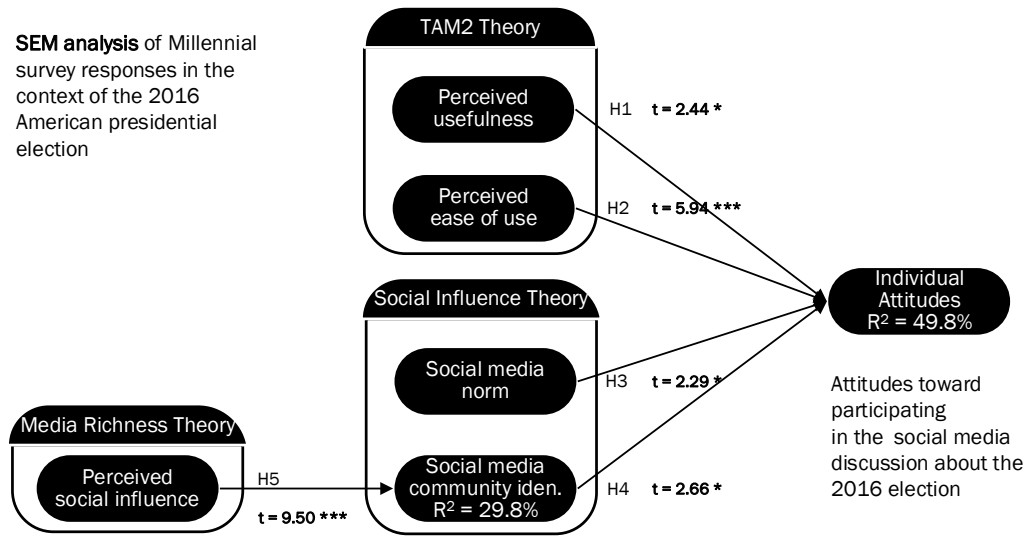 SEM analysis of Millennial
survey responses in the
context of the 2016
American presidential
election
TAM2 Theory
Perceived
usefulness
H1 t = 2.44 *
Perceived
ease of use
H2 t = 5.94 ***
Individual
Attitudes
R² = 49.8%
Social Influence Theory
Social media
norm
H3 t = 2.29 *
Attitudes toward
participating
in the social media
discussion about the
2016 election
Media Richness Theory
Perceived
social influence
H5
t = 9.50 ***
Social media
community iden.
R² = 29.8%
H4 t = 2.66 *